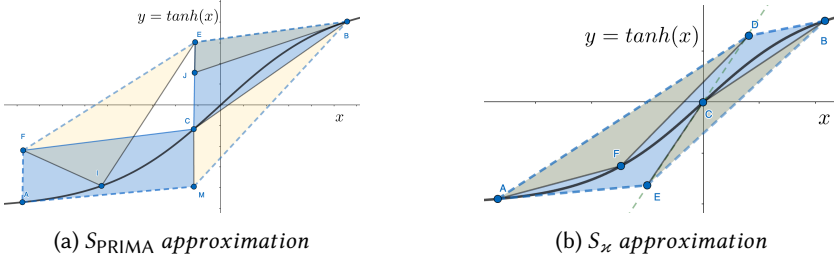 y = tanh(x)
E
B
J
x
C
F
I
A
M
y = tanh(x)
D
B
x
C
F
A
E
(a) S_PRIMA approximation
(b) S_ϰ approximation